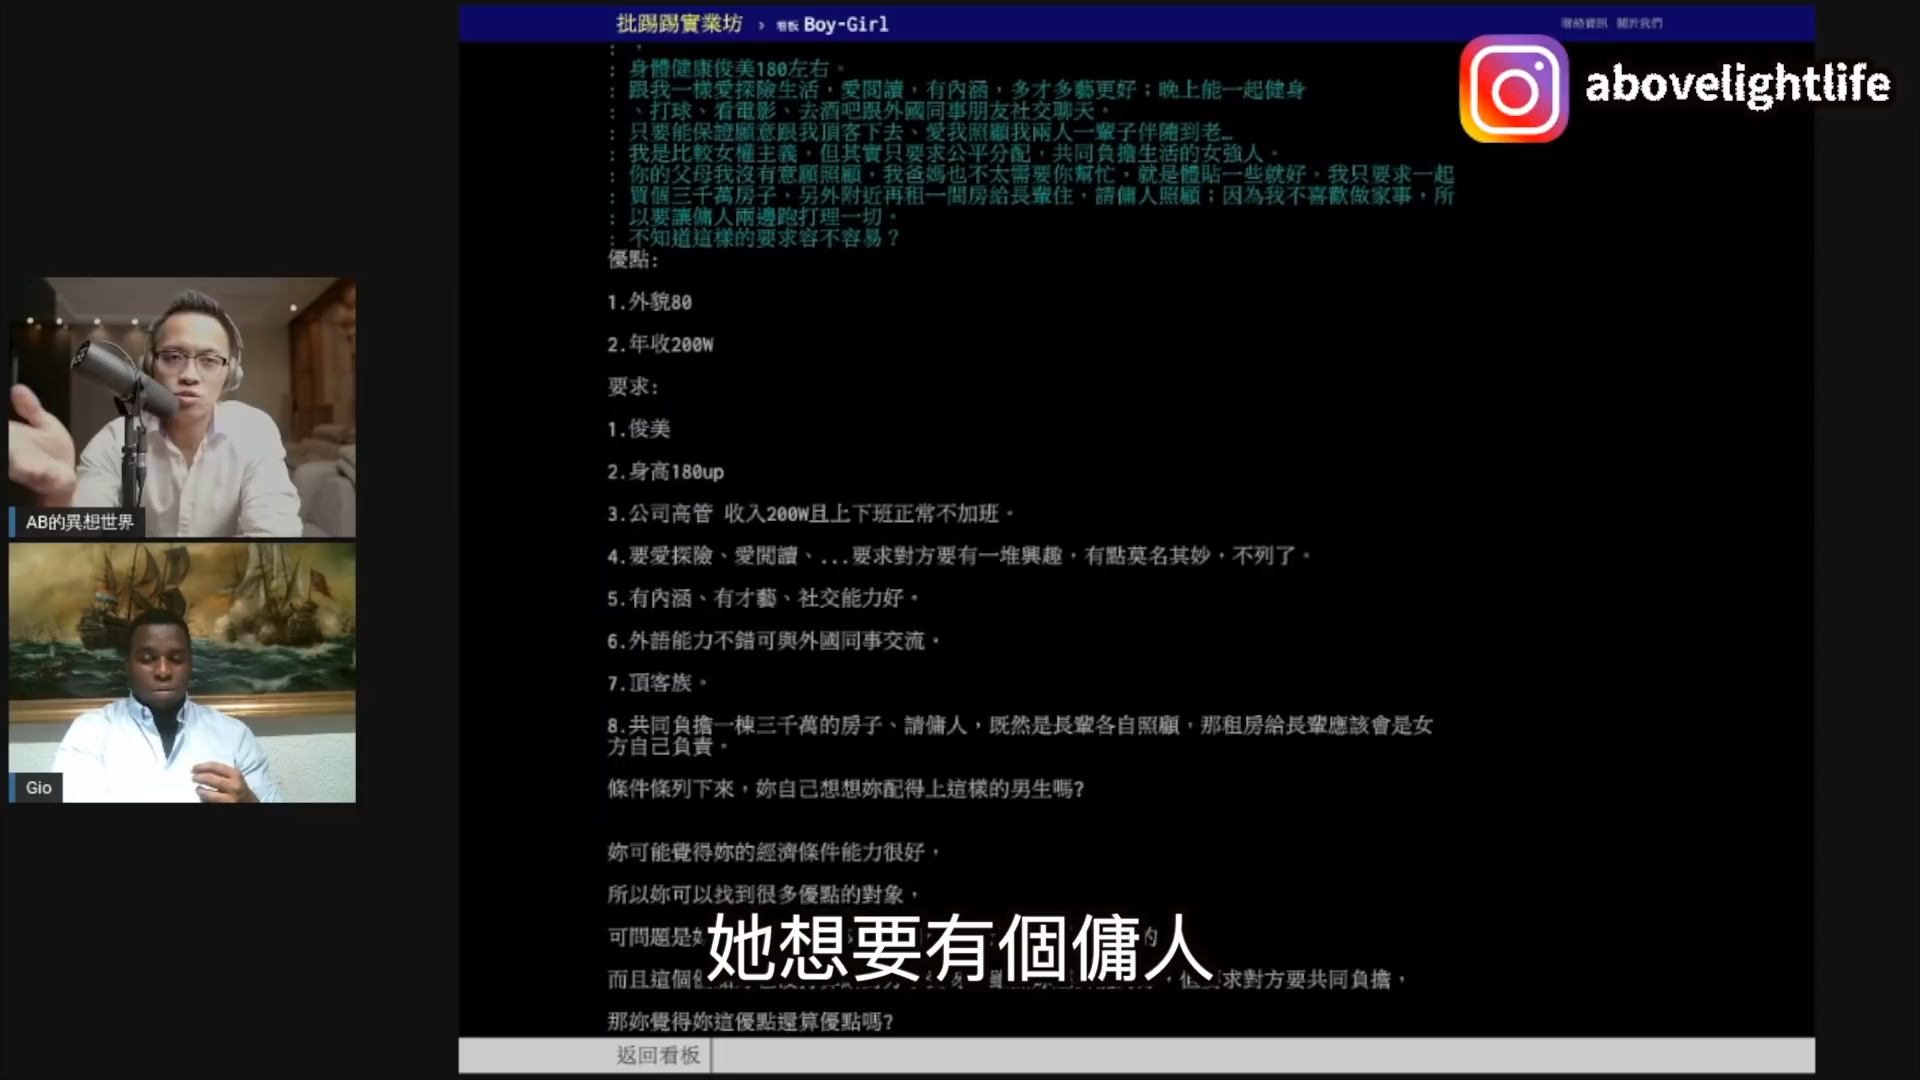 批踢踢實業坊 › 看板 Boy-Girl
聯絡資訊 關於我們
abovelightlife
: ,
: 身體健康俊美180左右。
: 跟我一樣愛探險生活，愛閱讀，有內涵，多才多藝更好；晚上能一起健身
: 、打球、看電影、去酒吧跟外國同事朋友社交聊天。
: 只要能保證願意跟我頂客下去、愛我照顧我兩人一輩子伴隨到老…
: 我是比較女權主義，但其實只要求公平分配，共同負擔生活的女強人。
: 你的父母我沒有意願照顧，我爸媽也不太需要你幫忙，就是體貼一些就好。我只要求一起
: 買個三千萬房子，另外附近再租一間房給長輩住，請傭人照顧；因為我不喜歡做家事，所
: 以要讓傭人兩邊跑打理一切。
: 不知道這樣的要求容不容易？
優點:
1.外貌80
2.年收200W
要求:
1.俊美
2.身高180up
3.公司高管 收入200W且上下班正常不加班。
4.要愛探險、愛閱讀、...要求對方要有一堆興趣，有點莫名其妙，不列了。
5.有內涵、有才藝、社交能力好。
6.外語能力不錯可與外國同事交流。
7.頂客族。
8.共同負擔一棟三千萬的房子、請傭人，既然是長輩各自照顧，那租房給長輩應該會是女
方自己負責。
條件條列下來，妳自己想想妳配得上這樣的男生嗎?
妳可能覺得妳的經濟條件能力很好，
所以妳可以找到很多優點的對象，
可問題是妳 的
而且這個 ，但要求對方要共同負擔，
那妳覺得妳這優點還算優點嗎?
返回看板
AB的異想世界
Gio
她想要有個傭人